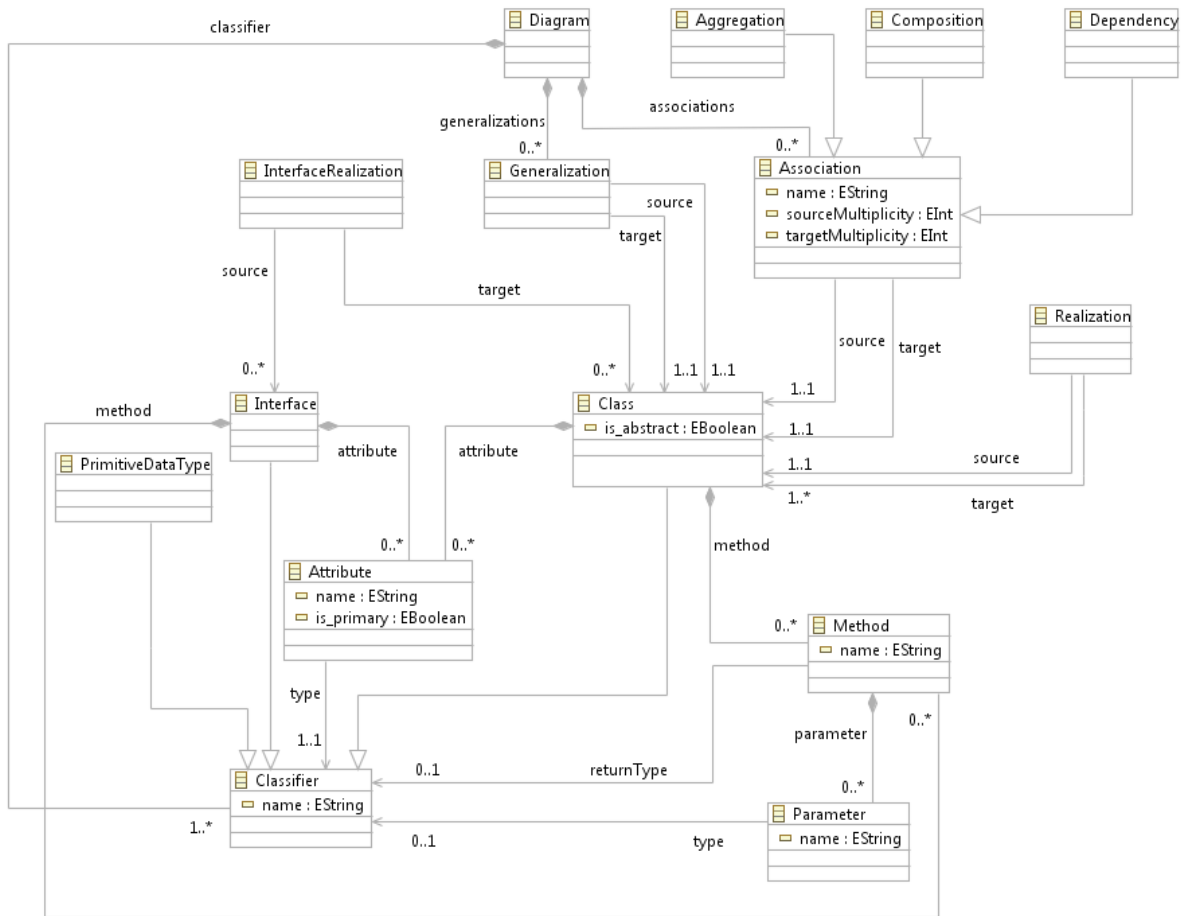 classifier
Diagram
Aggregation
Composition
Dependency
associations
generalizations
0..*
0..*
InterfaceRealization
Generalization
Association
name : EString
sourceMultiplicity : EInt
targetMultiplicity : EInt
source
target
source
target
Realization
source
target
0..*
0..*
1..1
1..1
1..1
1..1
method
Interface
Class
is_abstract : EBoolean
attribute
attribute
PrimitiveDataType
1..1
source
1..*
target
method
0..*
0..*
Attribute
name : EString
is_primary : EBoolean
0..*
Method
name : EString
type
1..1
0..*
parameter
0..1
returnType
Classifier
name : EString
0..*
Parameter
name : EString
1..*
0..1
type